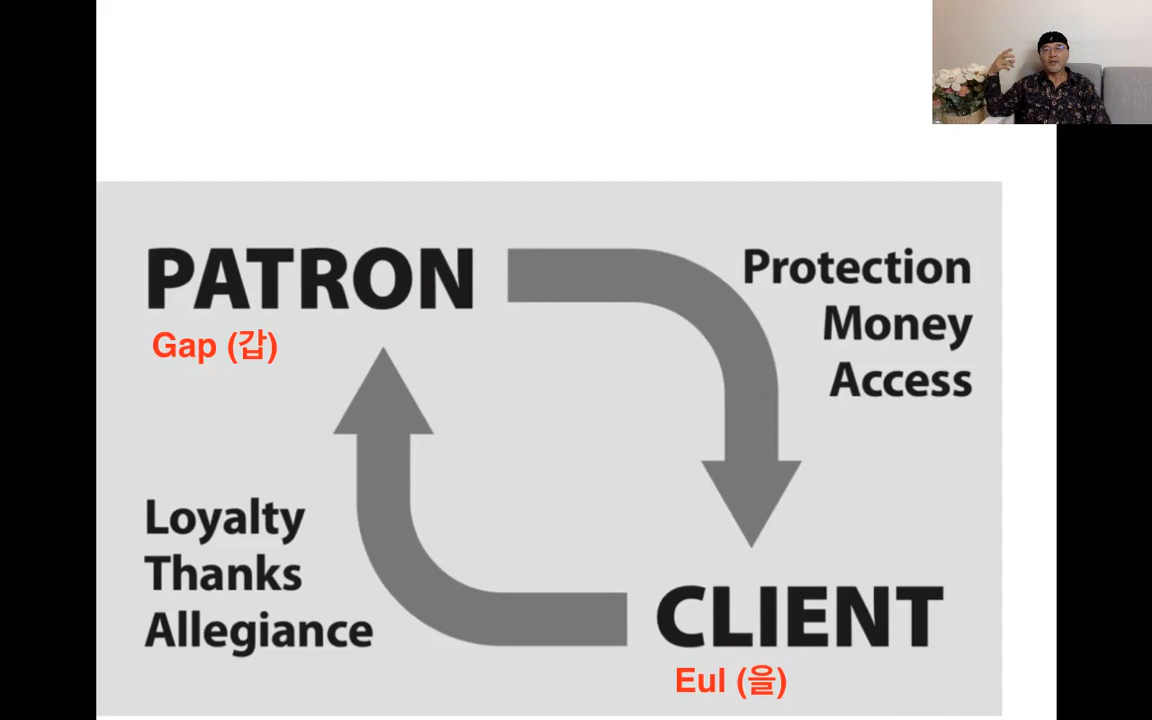 PATRON
Gap (갑)
Protection
Money
Access
Loyalty
Thanks
Allegiance
CLIENT
Eul (을)